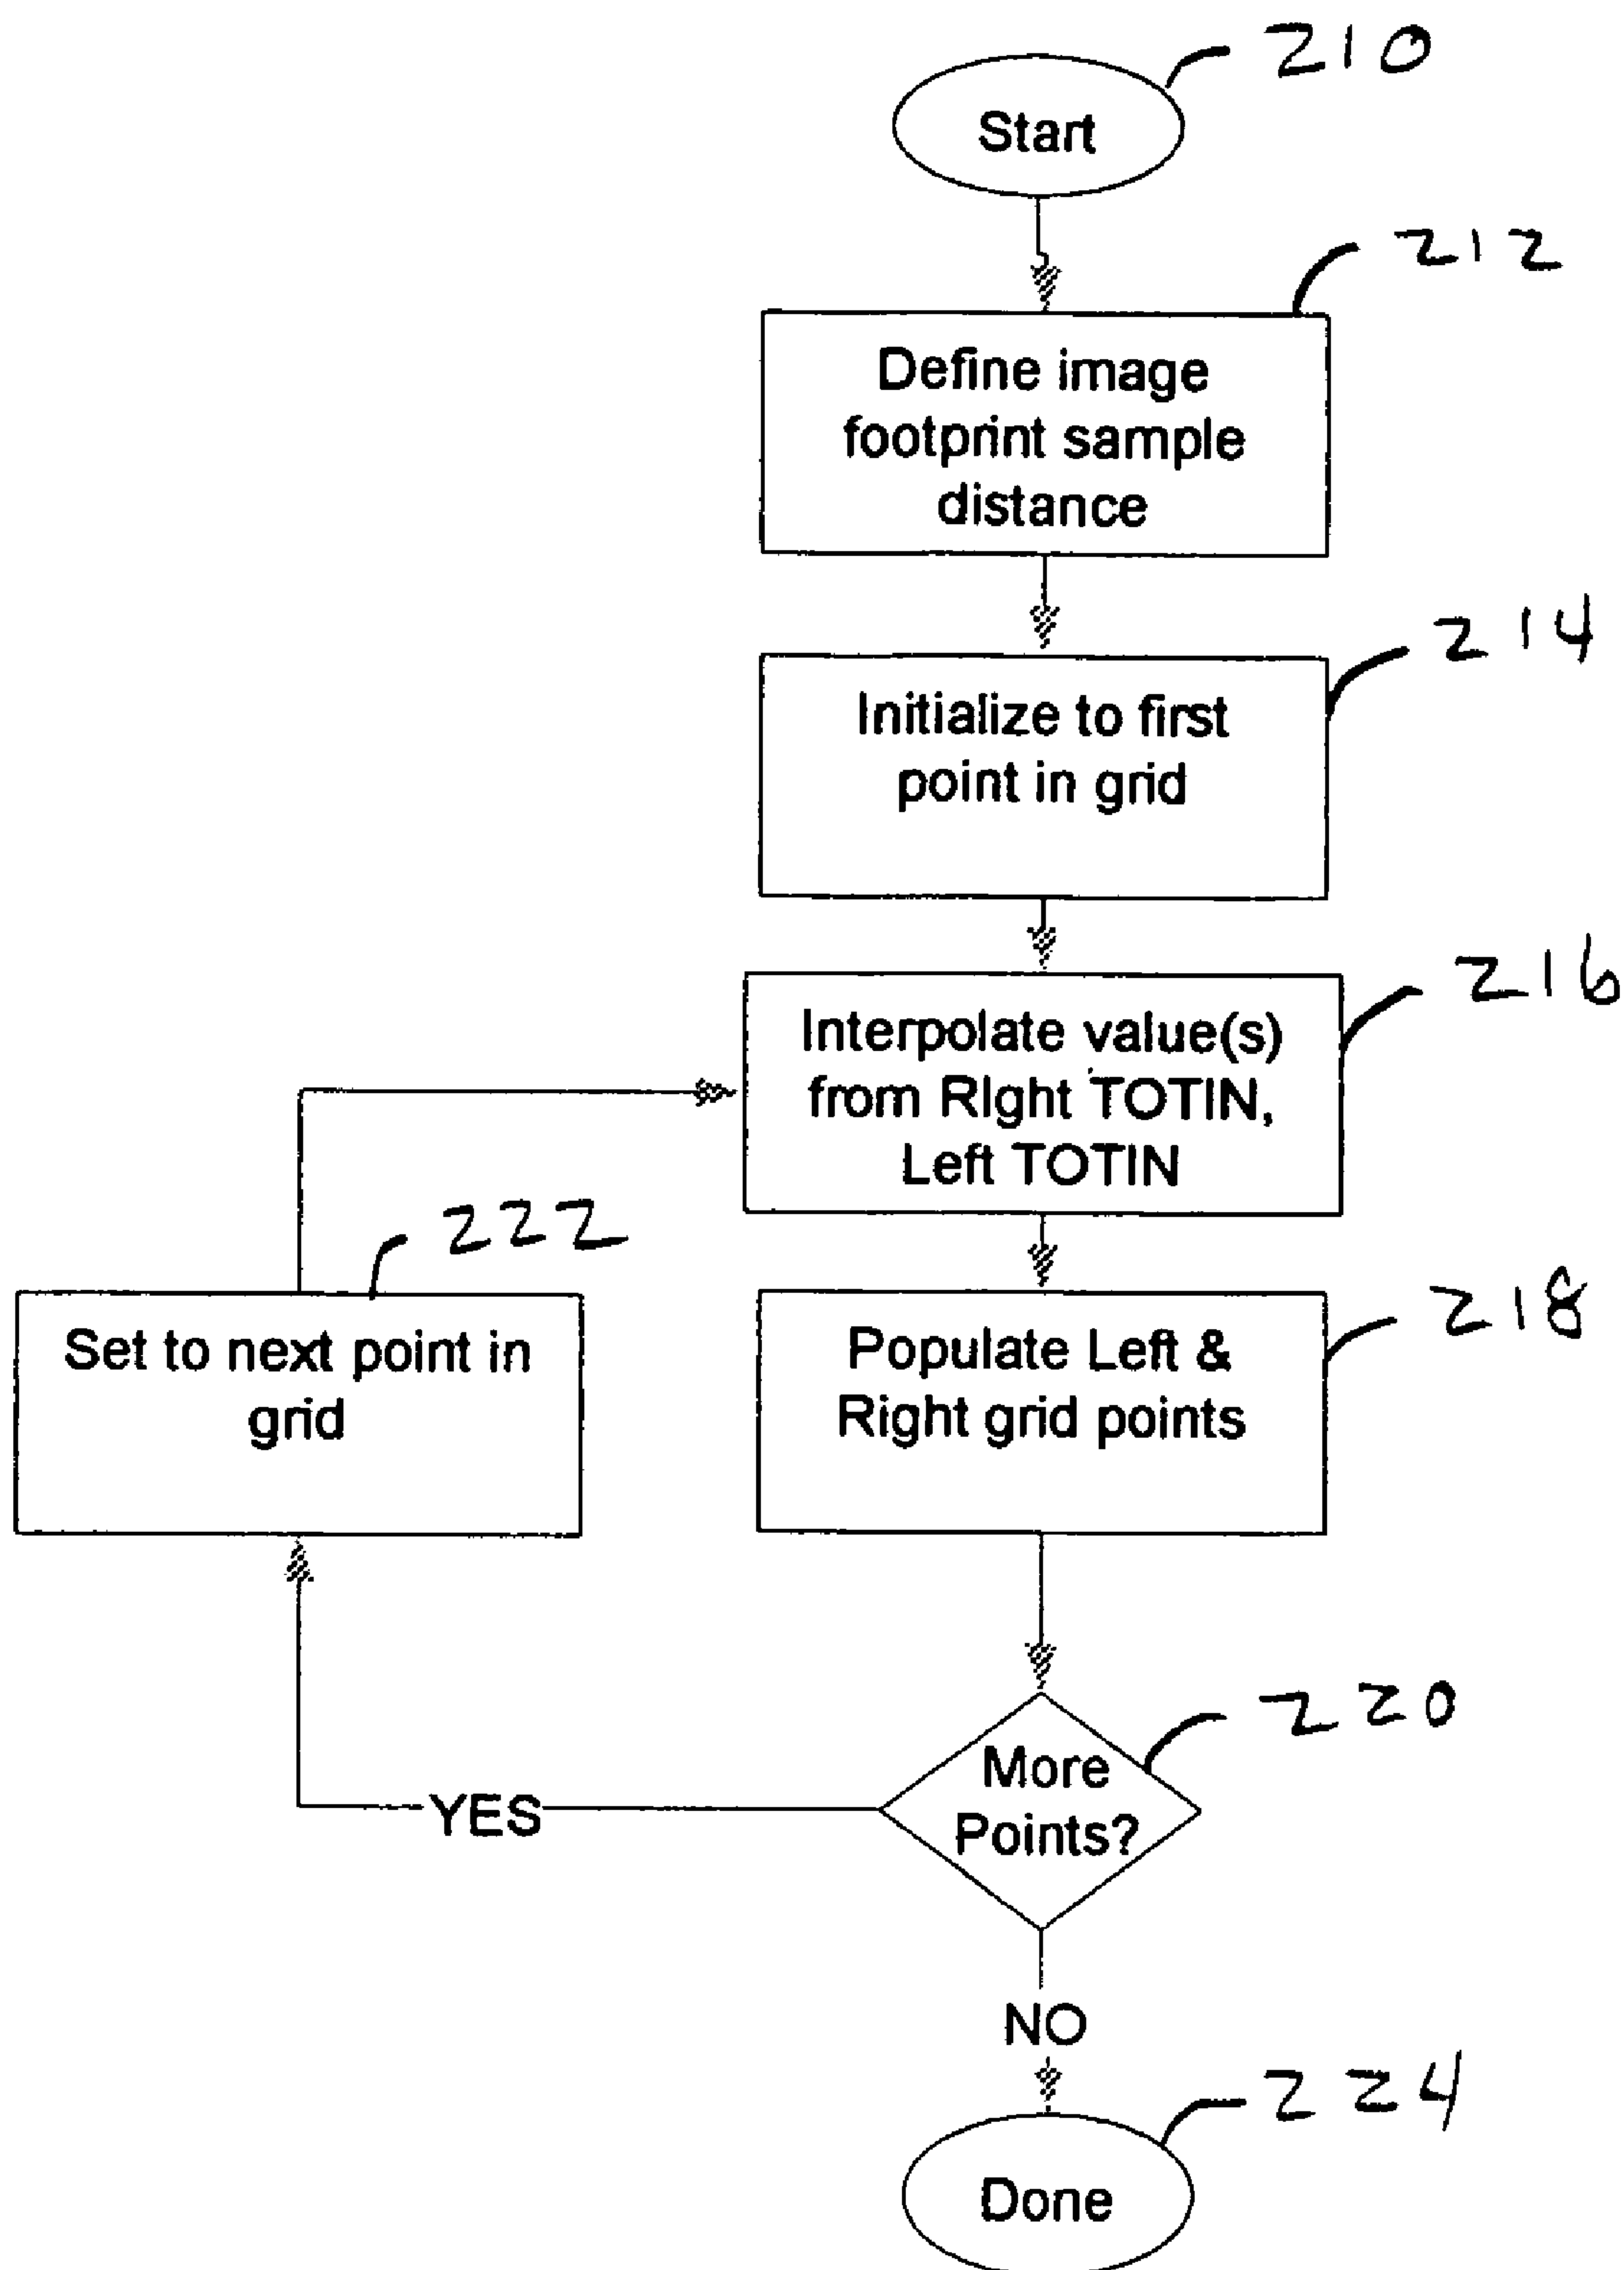 210
Start
212
Define image
footprint sample
distance
214
Initialize to first
point in grid
216
Interpolate value(s)
from RIght TOTIN,
Left TOTIN
222
Set to next point in
grid
218
Populate Left &
Right grid points
220
More
Points?
YES
NO
224
Done